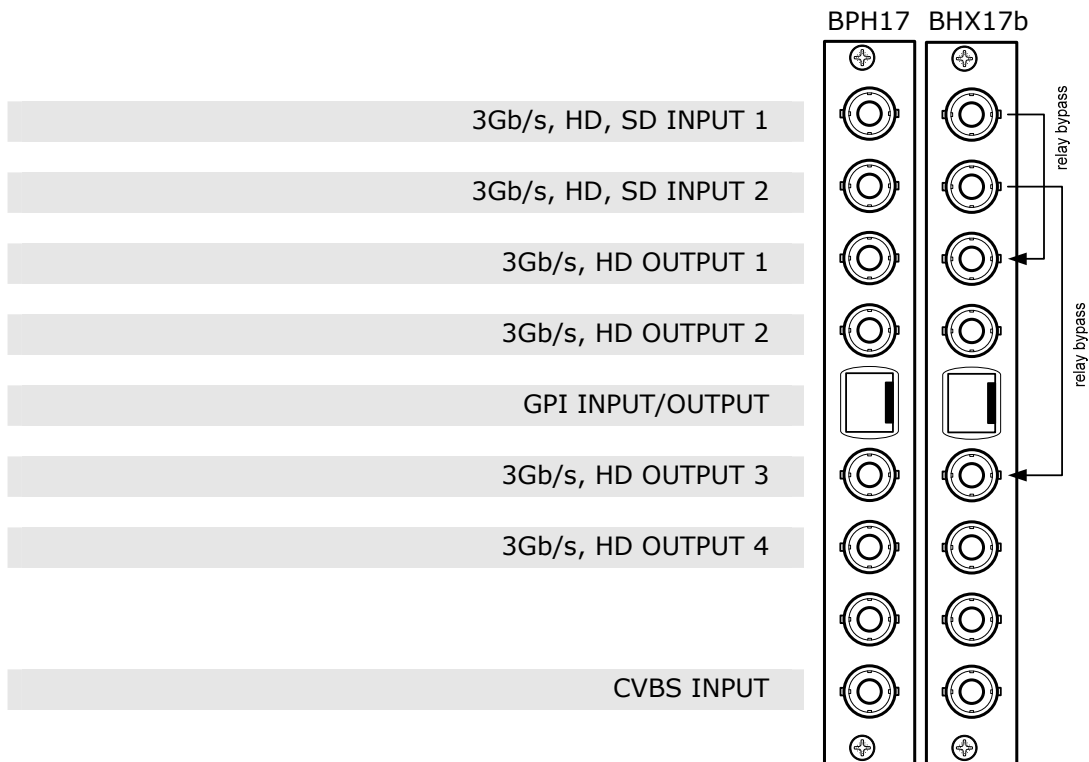 BPH17 BHX17b
3Gb/s, HD, SD INPUT 1
relay bypass
3Gb/s, HD, SD INPUT 2
3Gb/s, HD OUTPUT 1
3Gb/s, HD OUTPUT 2
relay bypass
GPI INPUT/OUTPUT
3Gb/s, HD OUTPUT 3
3Gb/s, HD OUTPUT 4
CVBS INPUT